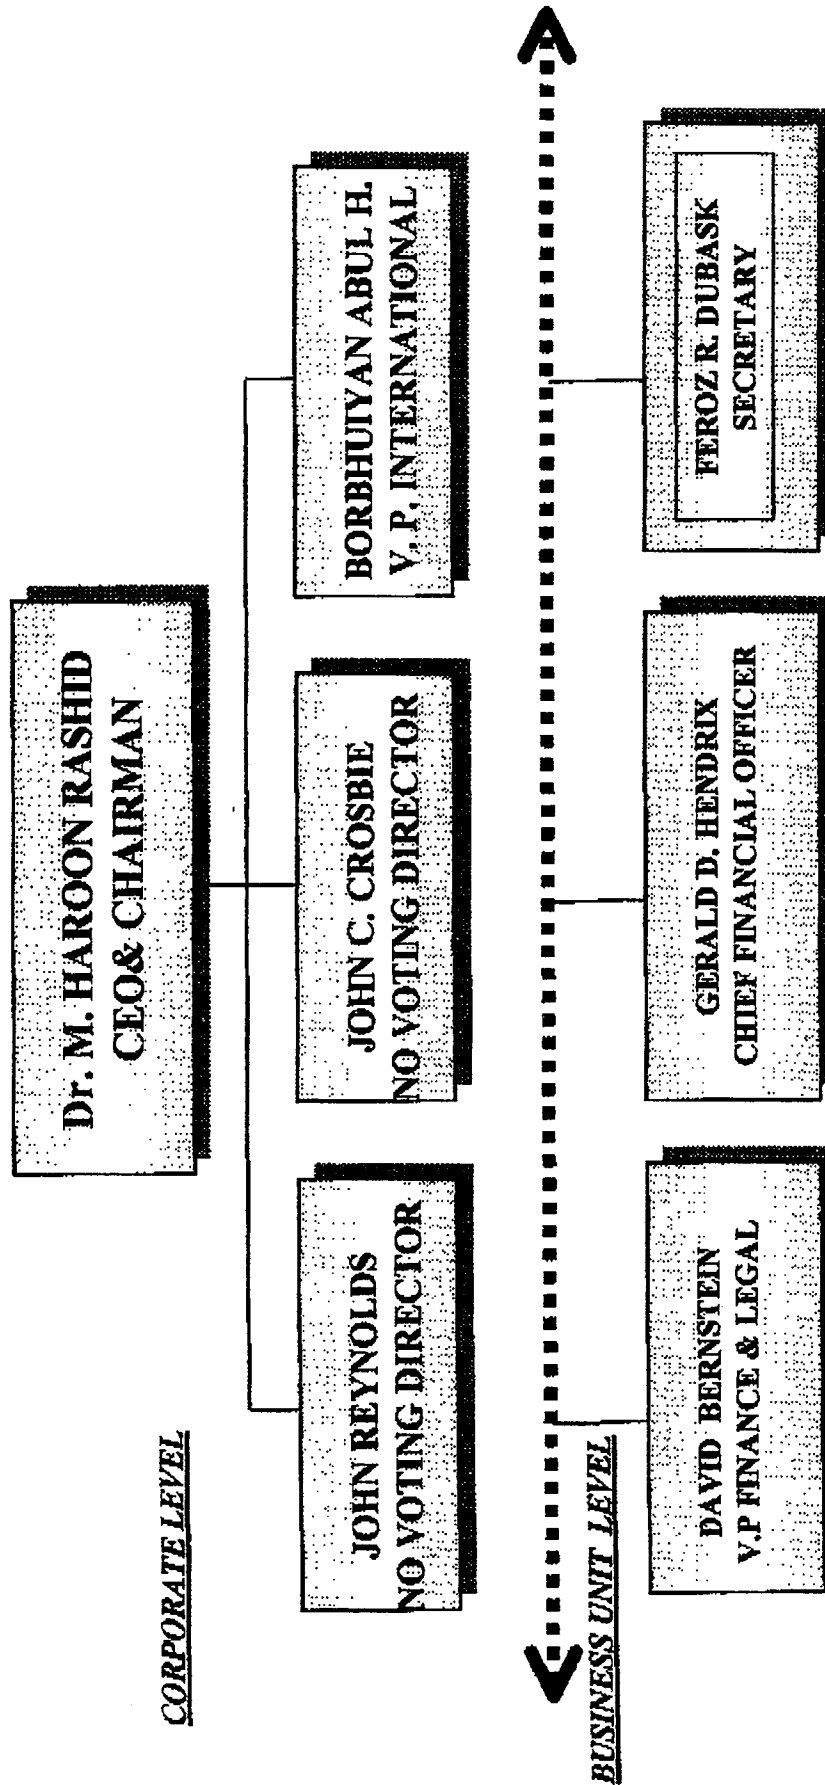 Dr. M. HAROON RASHID
CEO& CHAIRMAN
CORPORATE LEVEL
JOHN REYNOLDS
NO VOTING DIRECTOR
JOHN C. CROSBIE
NO VOTING DIRECTOR
BORBHUIYAN ABUL H.
V. P. INTERNATIONAL
BUSINESS UNIT LEVEL
DAVID BERNSTEIN
V.P FINANCE & LEGAL
GERALD D. HENDRIX
CHIEF FINANCIAL OFFICER
FEROZ R. DUBASK
SECRETARY